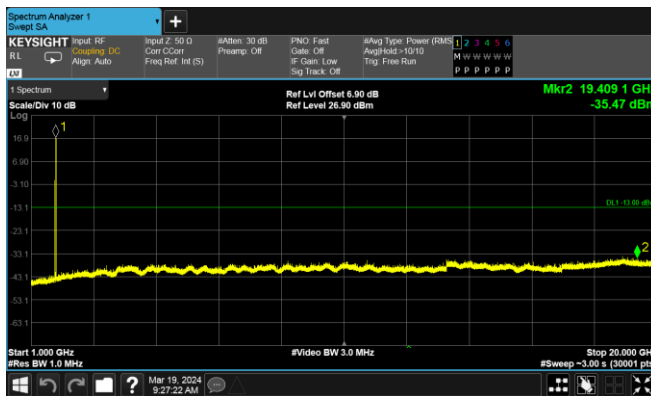 Spectrum Analyzer 1
Swept SA
KEYSIGHT
RL
LXI
Input: RF
Coupling: DC
Align: Auto
Input Z: 50 Ω
Corr CCorr
Freq Ref: Int (S)
#Atten: 30 dB
Preamp: Off
PNO: Fast
Gate: Off
IF Gain: Low
Sig Track: Off
#Avg Type: Power (RMS
Avg|Hold:>10/10
Trig: Free Run
1 2 3 4 5 6
M W W W W W
P P P P P P
1 Spectrum
Scale/Div 10 dB
Log
Ref Lvl Offset 6.90 dB
Ref Level 26.90 dBm
Mkr2 19.409 1 GH
-35.47 dBm
1
16.9
6.90
-3.10
-13.1
DL1 -13.00 dB
-23.1
-33.1
2
-43.1
-53.1
-63.1
Start 1.000 GHz
#Res BW 1.0 MHz
#Video BW 3.0 MHz
Stop 20.000 GH
#Sweep ~3.00 s (30001 pts
?
Mar 19, 2024
9:27:22 AM